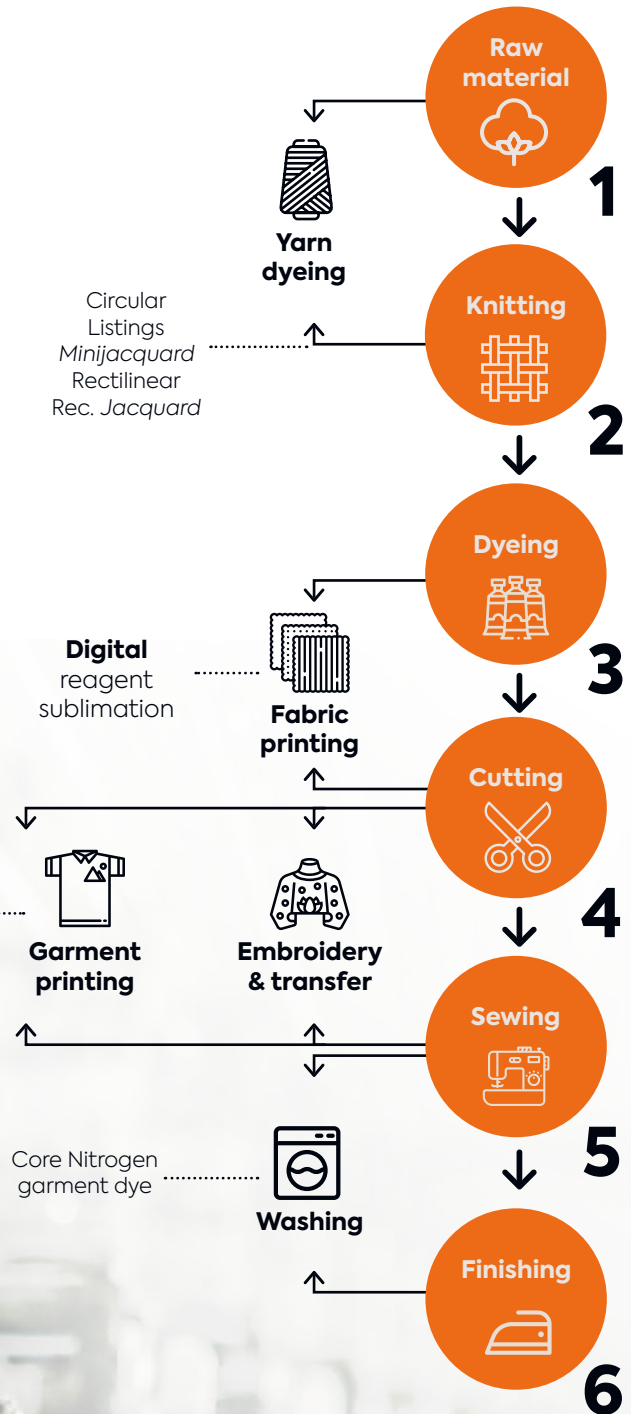 Raw
material
1
Yarn
dyeing
Circular
Listings
Minijacquard
Rectilinear
Rec. Jacquard
Knitting
2
Dyeing
3
Digital
reagent
sublimation
Fabric
printing
Cutting
4
Garment
printing
Embroidery
& transfer
Sewing
5
Core Nitrogen
garment dye
Washing
Finishing
6